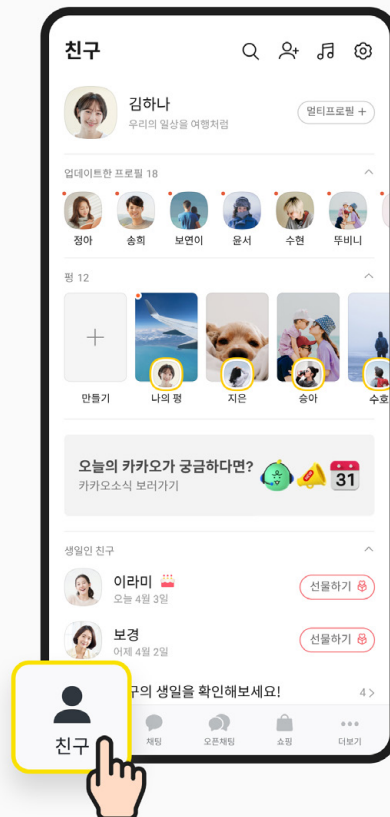 친구
김하나
우리의 일상을 여행처럼
멀티프로필 +
업데이트한 프로필 18
정아 송희 보연이 윤서 수현 뚜비니
펑 12
만들기 나의 펑 지은 승아 수호
오늘의 카카오가 궁금하다면?
카카오소식 보러가기
31
생일인 친구
이라미
오늘 4월 3일
선물하기
보경
어제 4월 2일
선물하기
구의 생일을 확인해보세요!
4 >
친구 채팅 오픈채팅 쇼핑 더보기